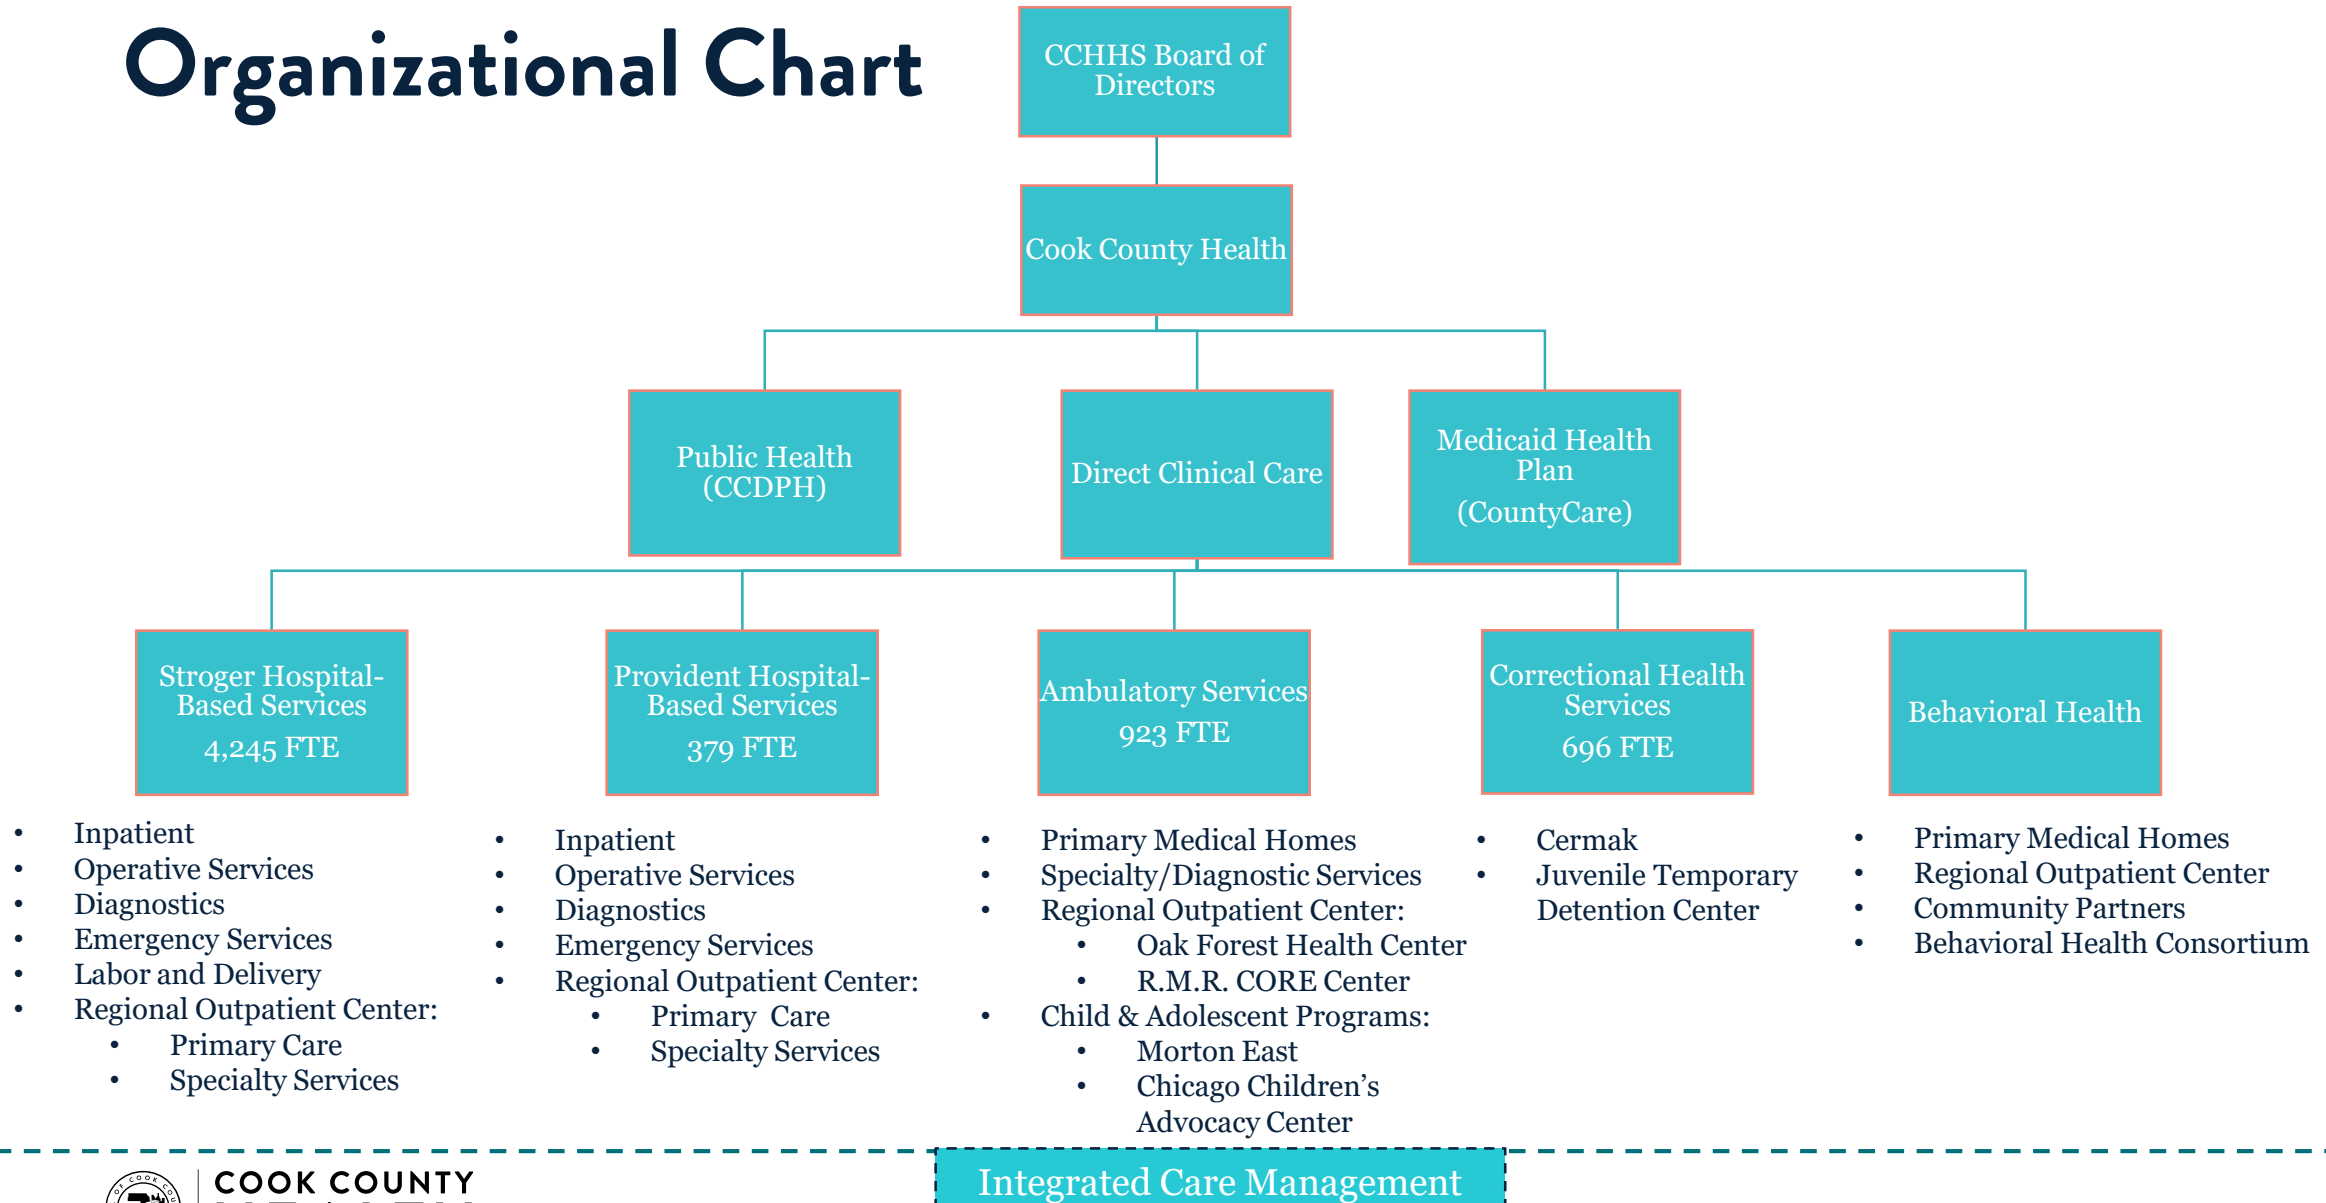 Organizational Chart
CCHHS Board of
Directors
Cook County Health
Public Health
(CCDPH)
Direct Clinical Care
Medicaid Health
Plan
(CountyCare)
Stroger Hospital-
Based Services
4,245 FTE
Provident Hospital-
Based Services
379 FTE
Ambulatory Services
923 FTE
Correctional Health
Services
696 FTE
Behavioral Health
• Inpatient
• Operative Services
• Diagnostics
• Emergency Services
• Labor and Delivery
• Regional Outpatient Center:
• Primary Care
• Specialty Services
• Inpatient
• Operative Services
• Diagnostics
• Emergency Services
• Regional Outpatient Center:
• Primary  Care
• Specialty Services
• Primary Medical Homes
• Specialty/Diagnostic Services
• Regional Outpatient Center:
• Oak Forest Health Center
• R.M.R. CORE Center
• Child & Adolescent Programs:
• Morton East
• Chicago Children’s
Advocacy Center
• Cermak
• Juvenile Temporary
Detention Center
• Primary Medical Homes
• Regional Outpatient Center
• Community Partners
• Behavioral Health Consortium
Integrated Care Management
COOK COUNTY